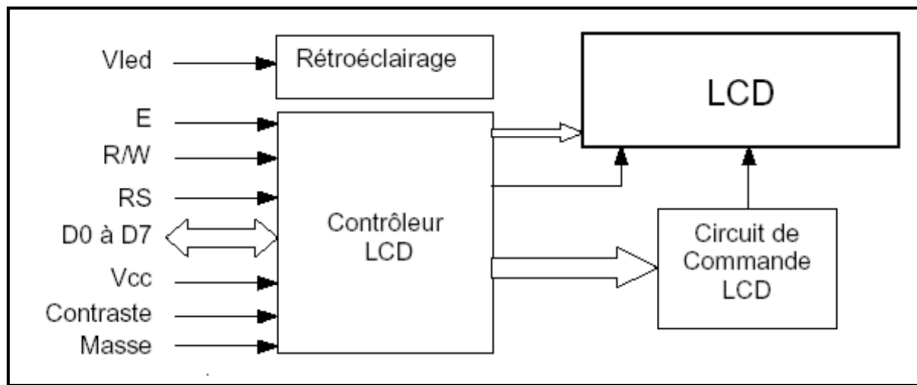 Vled
Rétroéclairage
LCD
E
R/W
RS
D0 à D7
Vcc
Contraste
Masse
Contrôleur
LCD
Circuit de
Commande
LCD